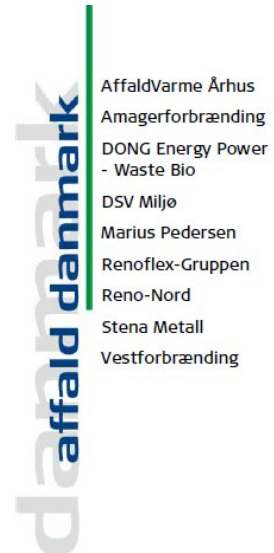 danmark
affald danmark
AffaldVarme Århus
Amagerforbrænding
DONG Energy Power
- Waste Bio
DSV Miljø
Marius Pedersen
Renoflex-Gruppen
Reno-Nord
Stena Metall
Vestforbrænding